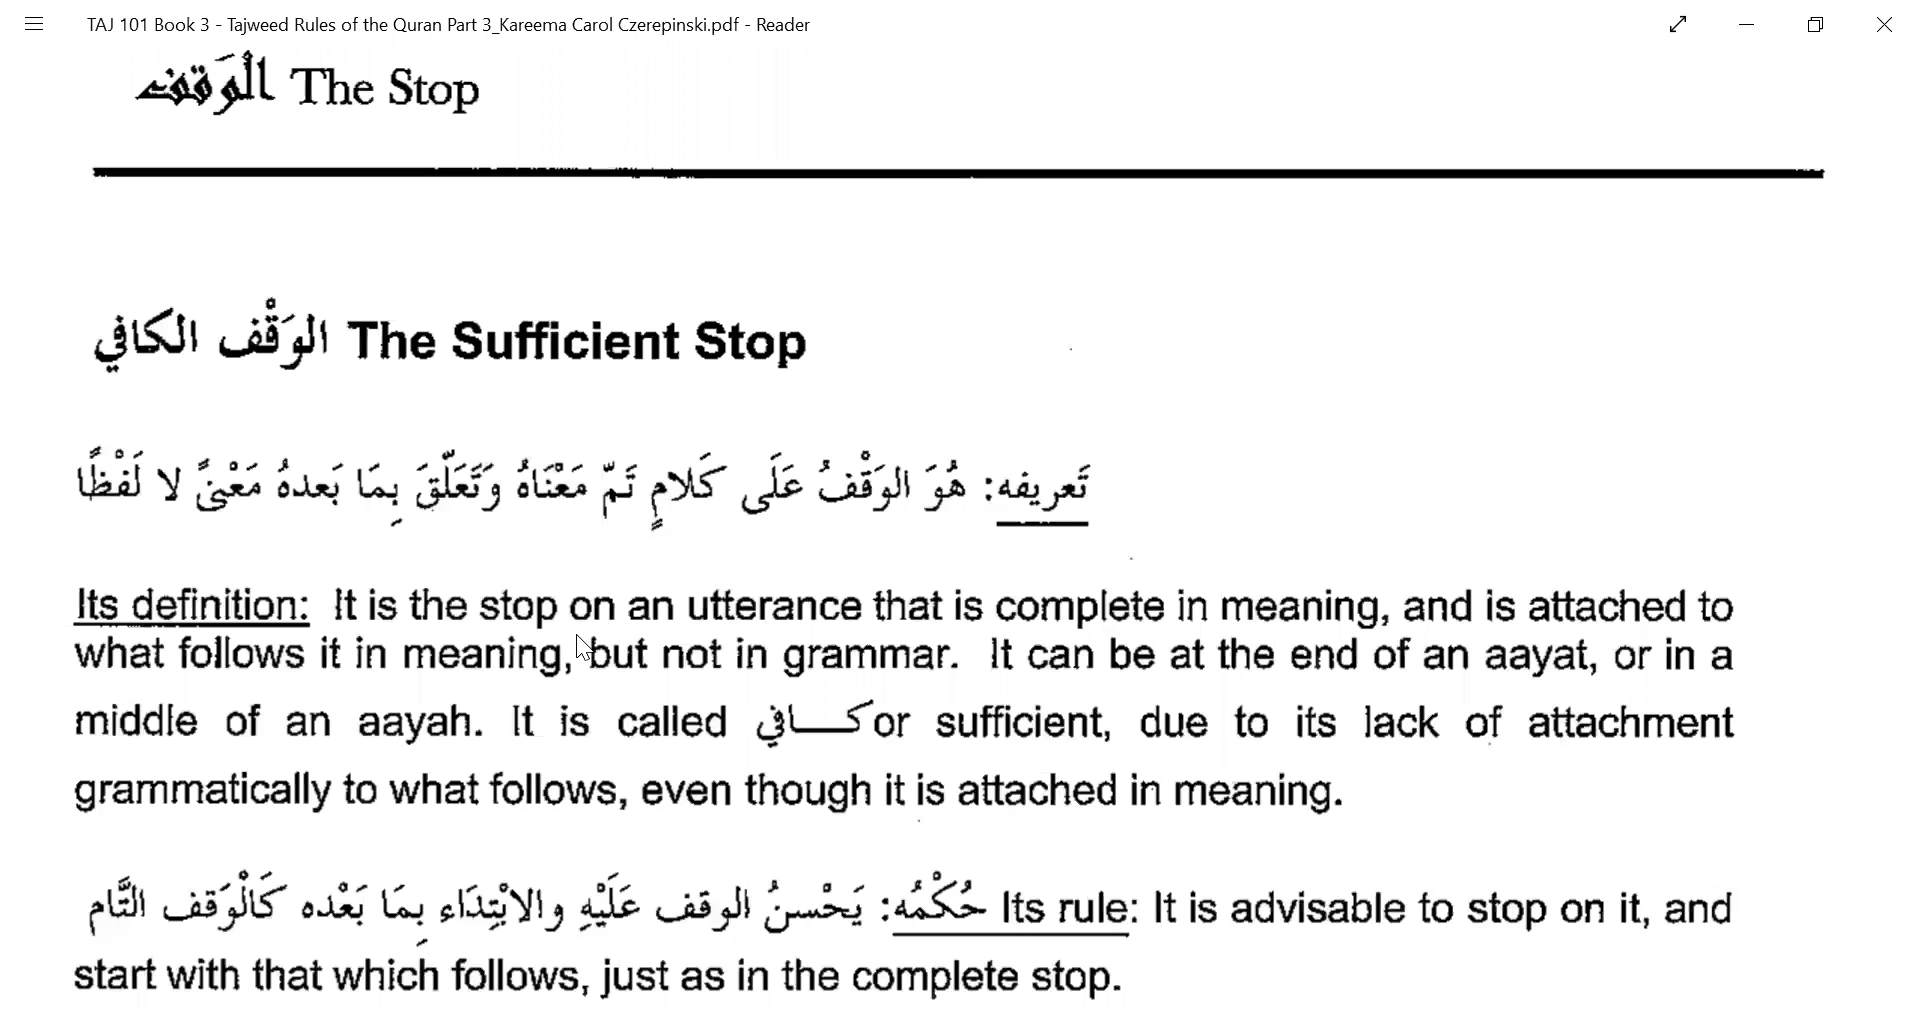 TAJ 101 Book 3 - Tajweed Rules of the Quran Part 3_Kareema Carol Czerepinski.pdf - Reader
الْوَقف The Stop
الوَقْف الكافي The Sufficient Stop
تَعريفه: هُوَ الوَقْفُ عَلَى كَلامٍ تَمّ مَعْنَاهُ وَتَعَلّقَ بِمَا بَعدهُ مَعْنىً لا لَفْظًا
Its definition: It is the stop on an utterance that is complete in meaning, and is attached to
what follows it in meaning, but not in grammar. It can be at the end of an aayat, or in a
middle of an aayah. It is called كـــافي or sufficient, due to its lack of attachment
grammatically to what follows, even though it is attached in meaning.
حُكْمُه: يَحْسنُ الوقف عَلَيْهِ والابْتِدَاء بِمَا بَعْده كَالْوَقف التَّام Its rule: It is advisable to stop on it, and
start with that which follows, just as in the complete stop.